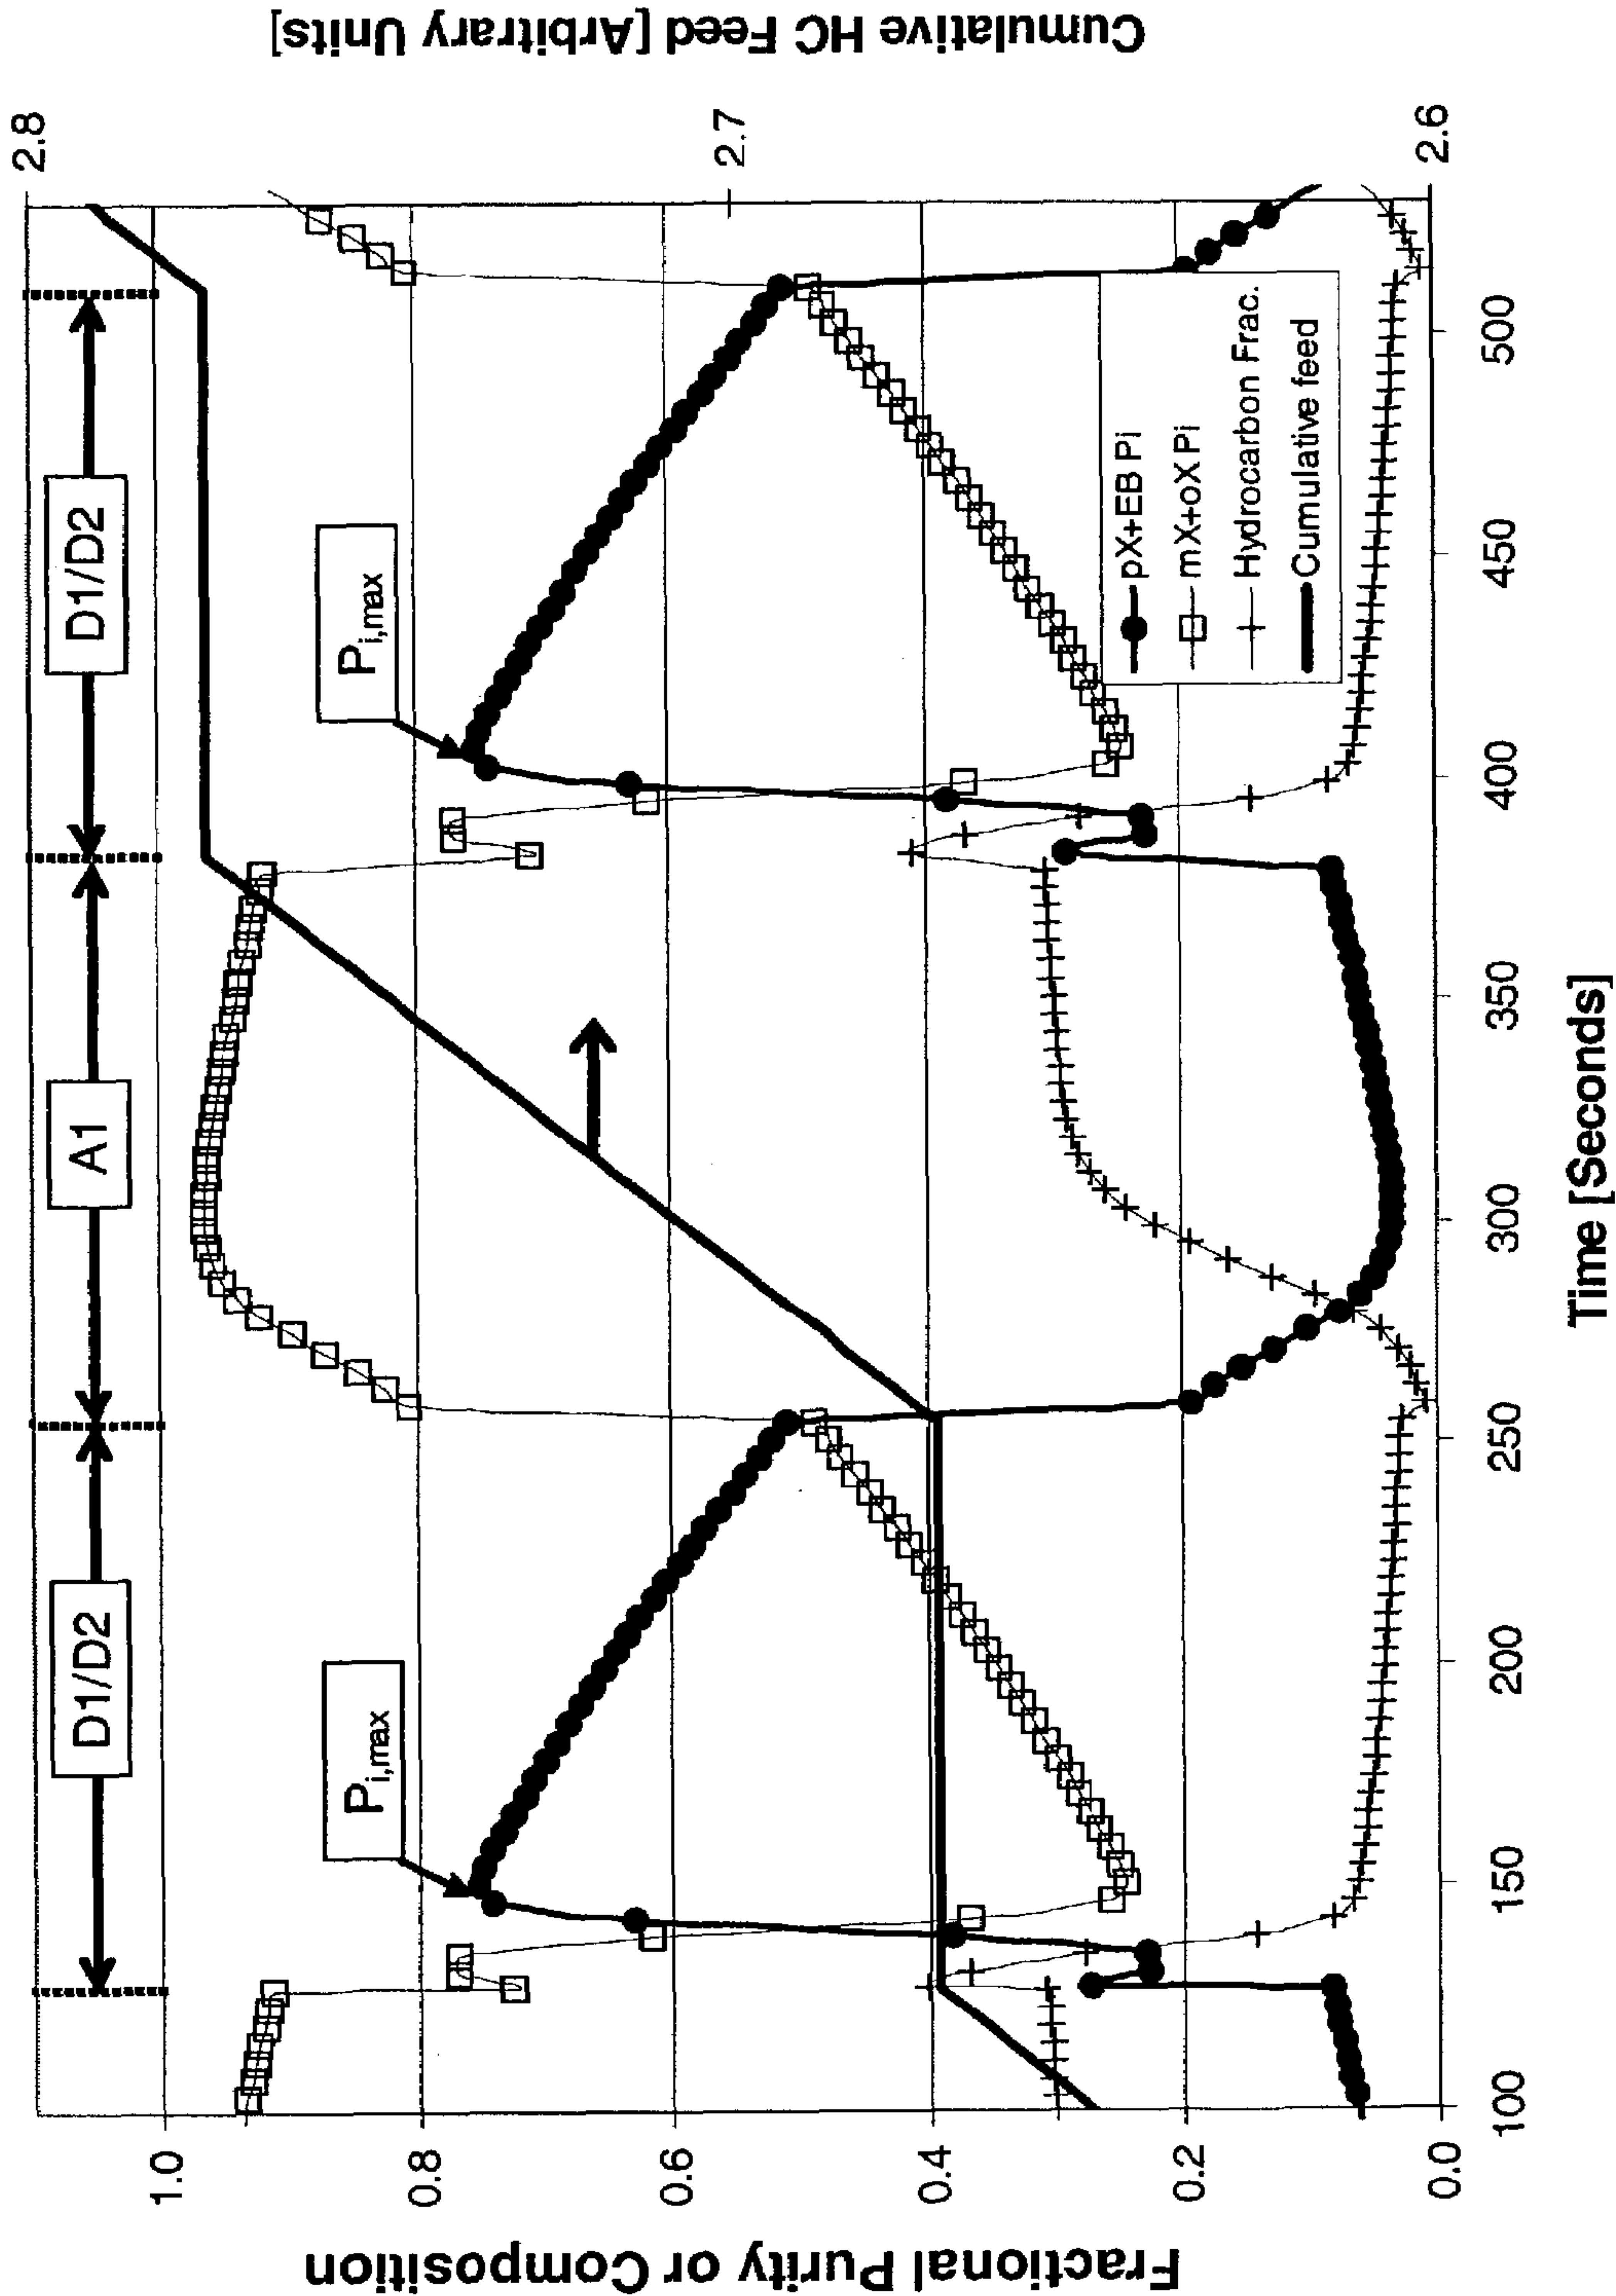 Cumulative HC Feed [Arbitrary Units]
2.8
2.7
2.6
D1/D2
A1
D1/D2
Pi,max
Pi,max
pX+EB Pi
mX+oX Pi
Hydrocarbon Frac.
Cumulative feed
1.0
0.8
0.6
0.4
0.2
0.0
Fractional Purity or Composition
100
150
200
250
300
350
400
450
500
Time [Seconds]